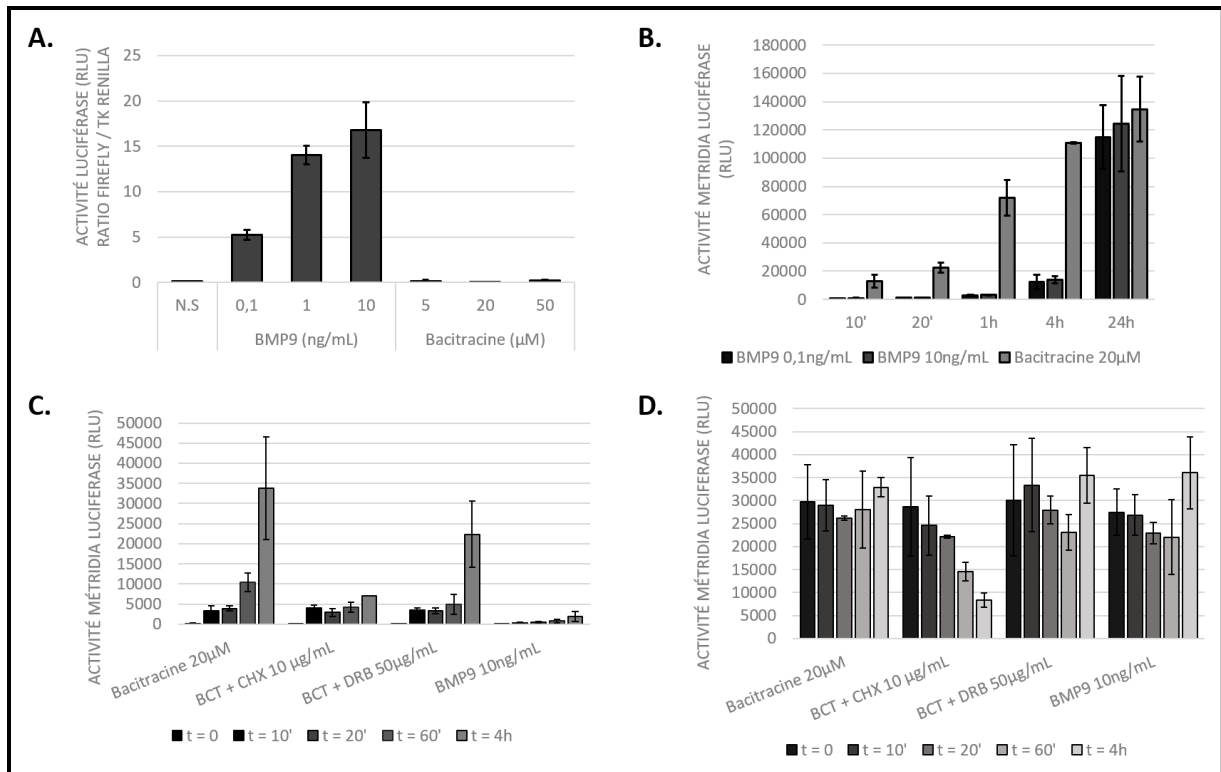 A.
ACTIVITÉ LUCIFÉRASE (RLU)
RATIO FIREFLY / TK RENILLA
25
20
15
10
5
0
N.S
0,1
1
10
5
20
50
BMP9 (ng/mL)
Bacitracine (µM)
B.
ACTIVITÉ METRIDIA LUCIFÉRASE
(RLU)
180000
160000
140000
120000
100000
80000
60000
40000
20000
0
10'
20'
1h
4h
24h
BMP9 0,1ng/mL
BMP9 10ng/mL
Bacitracine 20µM
C.
ACTIVITÉ MÉTRIDIA LUCIFERASE (RLU)
50000
45000
40000
35000
30000
25000
20000
15000
10000
5000
0
Bacitracine 20µM
BCT + CHX 10 µg/mL
BCT + DRB 50µg/mL
BMP9 10ng/mL
t = 0
t = 10'
t = 20'
t = 60'
t = 4h
D.
ACTIVITÉ MÉTRIDIA LUCIFERASE (RLU)
50000
45000
40000
35000
30000
25000
20000
15000
10000
5000
0
Bacitracine 20µM
BCT + CHX 10 µg/mL
BCT + DRB 50µg/mL
BMP9 10ng/mL
t = 0
t = 10'
t = 20'
t = 60'
t = 4h